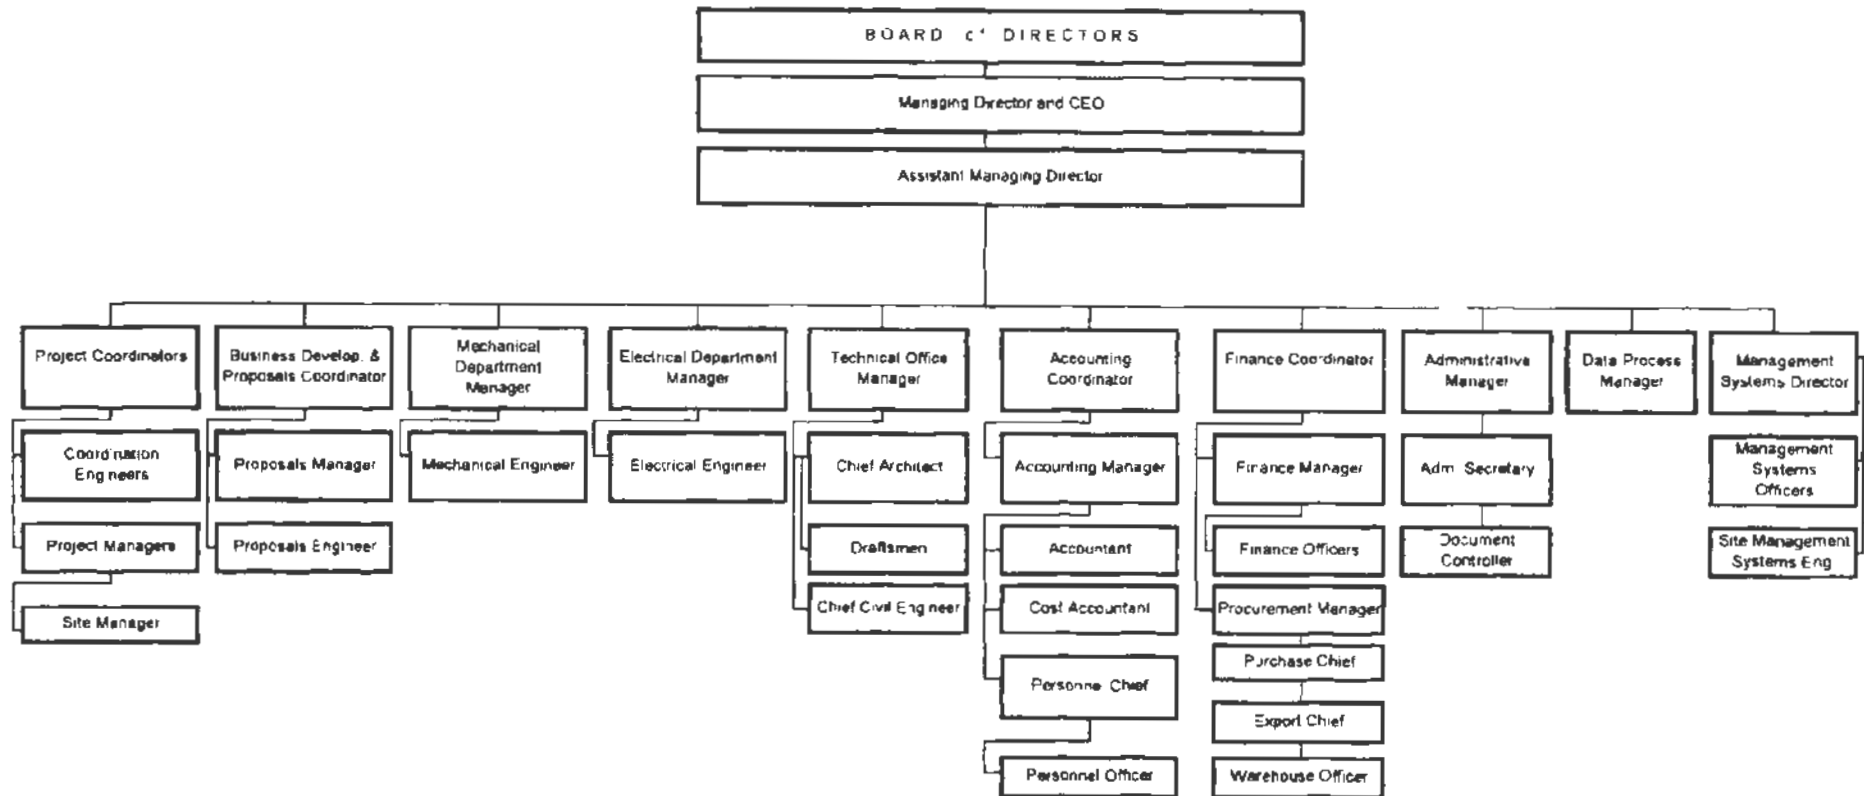 BOARD of DIRECTORS
Managing Director and CEO
Assistant Managing Director
Project Coordinators
Business Develop. &
Proposals Coordinator
Mechanical
Department
Manager
Electrical Department
Manager
Technical Office
Manager
Accounting
Coordinator
Finance Coordinator
Administrative
Manager
Data Process
Manager
Management
Systems Director
Coordination
Engineers
Proposals Manager
Mechanical Engineer
Electrical Engineer
Chief Architect
Accounting Manager
Finance Manager
Adm. Secretary
Management
Systems
Officers
Project Managers
Proposals Engineer
Draftsmen
Accountant
Finance Officers
Document
Controller
Site Management
Systems Eng
Site Manager
Chief Civil Engineer
Cost Accountant
Procurement Manager
Purchase Chief
Personnel Chief
Export Chief
Personnel Officer
Warehouse Officer